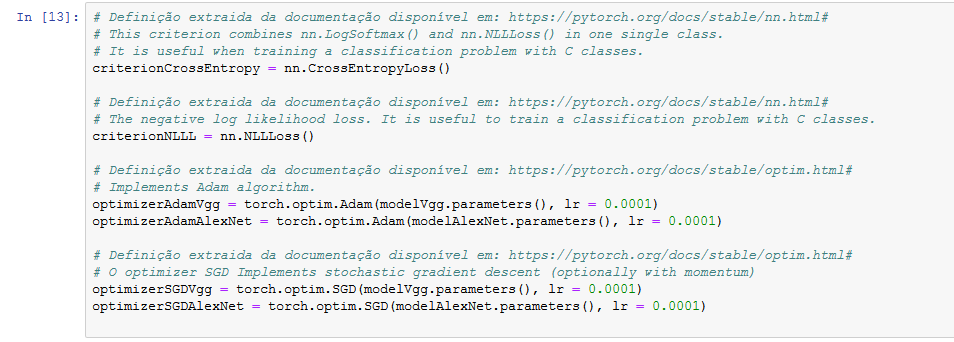 In [13]: # Definição extraida da documentação disponível em: https://pytorch.org/docs/stable/nn.html#
# This criterion combines nn.LogSoftmax() and nn.NLLLoss() in one single class.
# It is useful when training a classification problem with C classes.
criterionCrossEntropy = nn.CrossEntropyLoss()
# Definição extraida da documentação disponível em: https://pytorch.org/docs/stable/nn.html#
# The negative log likelihood loss. It is useful to train a classification problem with C classes.
criterionNLLL = nn.NLLLoss()
# Definição extraida da documentação disponível em: https://pytorch.org/docs/stable/optim.html#
# Implements Adam algorithm.
optimizerAdamVgg = torch.optim.Adam(modelVgg.parameters(), lr = 0.0001)
optimizerAdamAlexNet = torch.optim.Adam(modelAlexNet.parameters(), lr = 0.0001)
# Definição extraida da documentação disponível em: https://pytorch.org/docs/stable/optim.html#
# O optimizer SGD Implements stochastic gradient descent (optionally with momentum)
optimizerSGDVgg = torch.optim.SGD(modelVgg.parameters(), lr = 0.0001)
optimizerSGDAlexNet = torch.optim.SGD(modelAlexNet.parameters(), lr = 0.0001)